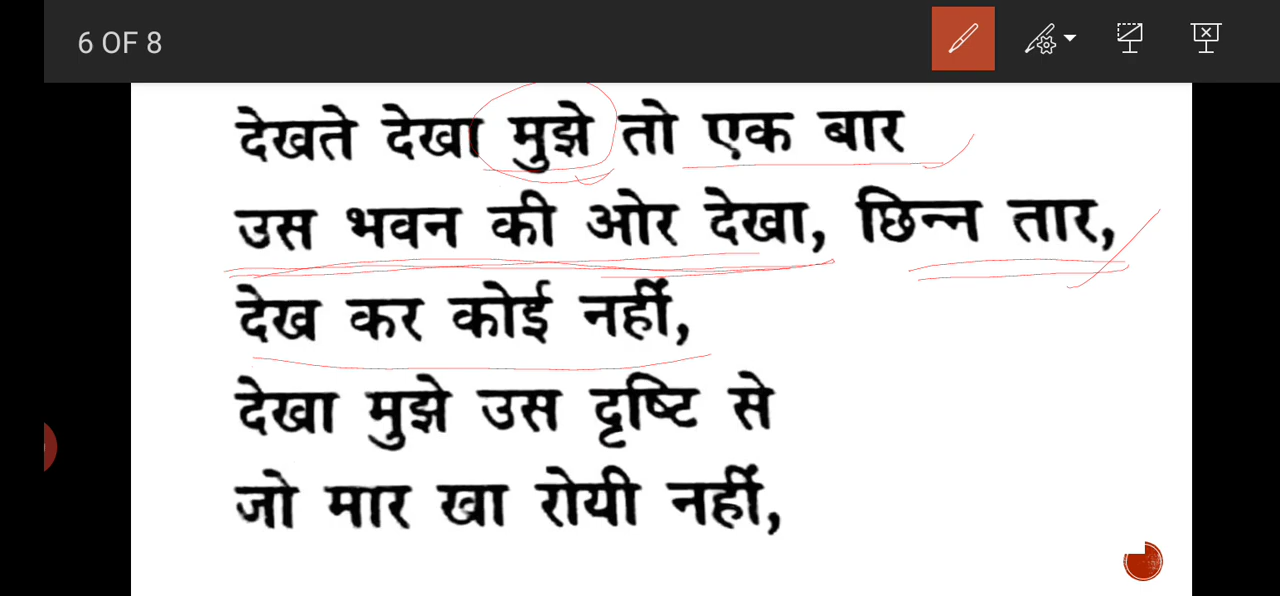 6 OF 8
देखते देखा मुझे तो एक बार
उस भवन की ओर देखा, छिन्न तार,
देख कर कोई नहीं,
देखा मुझे उस दृष्टि से
जो मार खा रोयी नहीं,